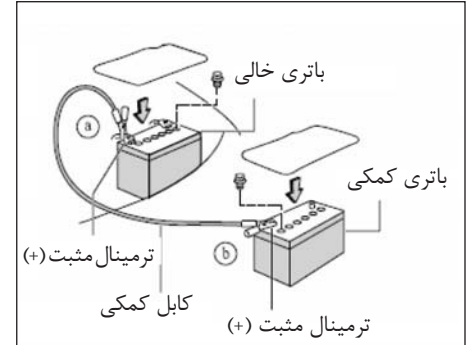 باتری خالی
a
باتری کمکی
ترمینال مثبت (+)
b
کابل کمکی
ترمینال مثبت (+)